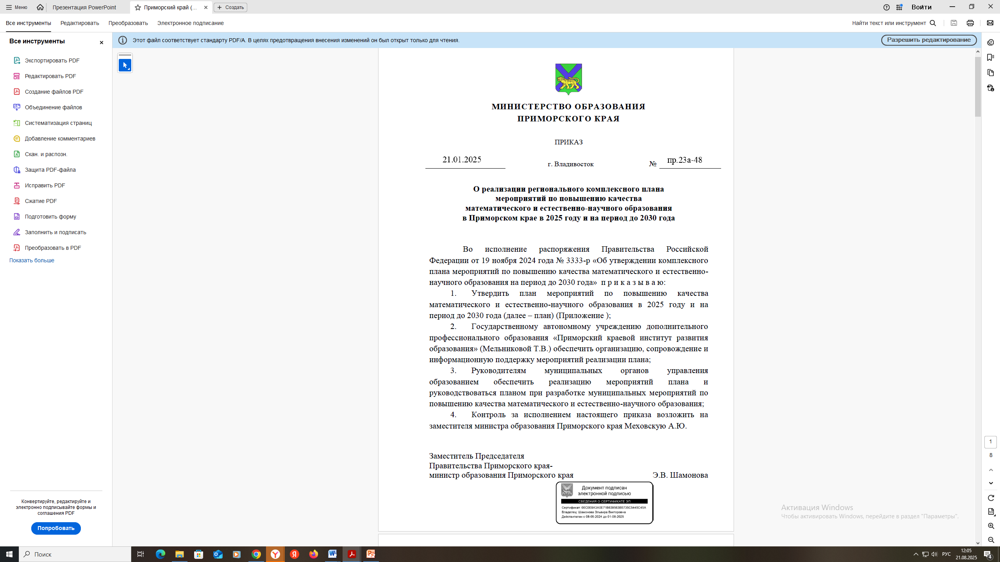 Меню
Презентация PowerPoint
Приморский край (...
Создать
Войти
Все инструменты
Редактировать
Преобразовать
Электронное подписание
Найти текст или инструмент
Все инструменты
Этот файл соответствует стандарту PDF/A. В целях предотвращения внесения изменений он был открыт только для чтения.
Разрешить редактирование
Экспортировать PDF
Редактировать PDF
Создание файлов PDF
Объединение файлов
Систематизация страниц
Добавление комментариев
Скан. и распозн.
Защита PDF-файла
Исправить PDF
Сжатие PDF
Подготовить форму
Заполнить и подписать
Преобразовать в PDF
Показать больше
Конвертируйте, редактируйте и
электронно подписывайте формы и
соглашения PDF
Попробовать
МИНИСТЕРСТВО ОБРАЗОВАНИЯ
ПРИМОРСКОГО КРАЯ
ПРИКАЗ
21.01.2025
г. Владивосток
№ пр.23а-48
О реализации регионального комплексного плана
мероприятий по повышению качества
математического и естественно-научного образования
в Приморском крае в 2025 году и на период до 2030 года
Во исполнение распоряжения Правительства Российской
Федерации от 19 ноября 2024 года № 3333-р «Об утверждении комплексного
плана мероприятий по повышению качества математического и естественно-
научного образования на период до 2030 года» п р и к а з ы в а ю:
1. Утвердить план мероприятий по повышению качества
математического и естественно-научного образования в 2025 году и на
период до 2030 года (далее – план) (Приложение );
2. Государственному автономному учреждению дополнительного
профессионального образования «Приморский краевой институт развития
образования» (Мельниковой Т.В.) обеспечить организацию, сопровождение и
информационную поддержку мероприятий реализации плана;
3. Руководителям муниципальных органов управления
образованием обеспечить реализацию мероприятий плана и
руководствоваться планом при разработке муниципальных мероприятий по
повышению качества математического и естественно-научного образования;
4. Контроль за исполнением настоящего приказа возложить на
заместителя министра образования Приморского края Меховскую А.Ю.
Заместитель Председателя
Правительства Приморского края-
министр образования Приморского края Э.В. Шамонова
Документ подписан
электронной подписью
СВЕДЕНИЯ О СЕРТИФИКАТЕ ЭП
Сертификат: 00C0E8A3A0E71B639563B5735C5445C45A
Владелец: Шамонова Эльвира Викторовна
Действителен с 08-05-2024 до 01-08-2025
1
8
Активация Windows
Чтобы активировать Windows, перейдите в раздел "Параметры".
Поиск
РУС
12:05
21.08.2025
4